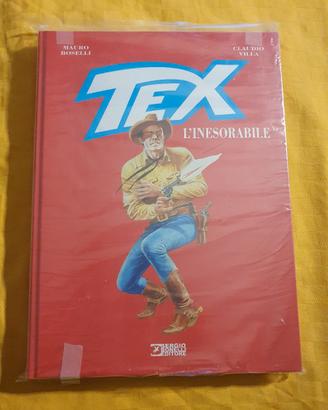 MAURO
BOSELLI
CLAUDIO
VILLA
TEX
L'INESORABILE
SERGIO
BONELLI
EDITORE